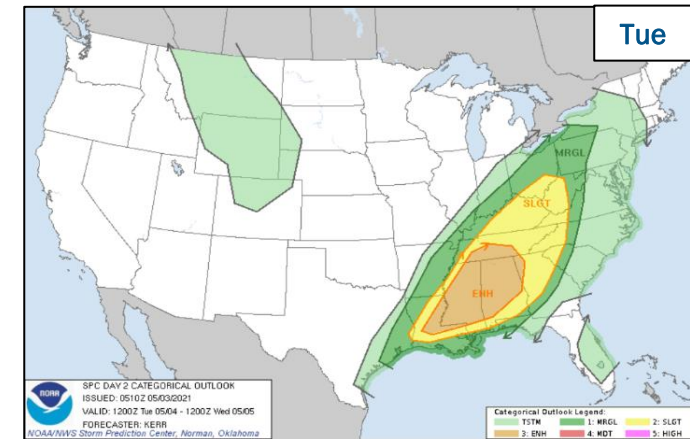 Tue
MRGL
SLGT
ENH
NOAA
SPC DAY 2 CATEGORICAL OUTLOOK
ISSUED: 0510Z 05/03/2021
VALID: 1200Z Tue 05/04 - 1200Z Wed 05/05
FORECASTER: KERR
NOAA/NWS Storm Prediction Center, Norman, Oklahoma
Categorical Outlook Legend:
TSTM 1: MRGL 2: SLGT
3: ENH 4: MDT 5: HIGH